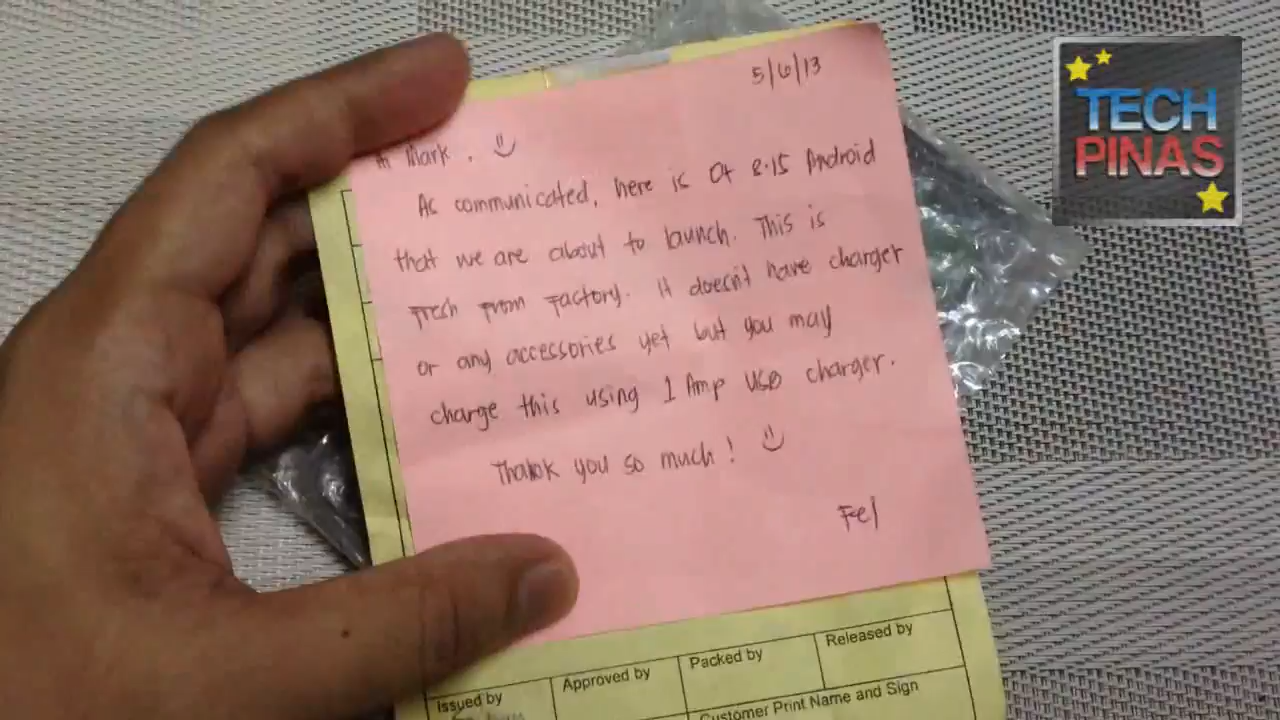 5/6/13
Hi Mark. :)
As communicated, here is O+ 8.15 Android
that we are about to launch. This is
fresh from factory. It doesn't have charger
or any accessories yet but you may
charge this using 1 Amp USB charger.
Thank you so much! :)
Fel
TECH
PINAS
Issued by
Approved by
Packed by
Released by
Customer Print Name and Sign